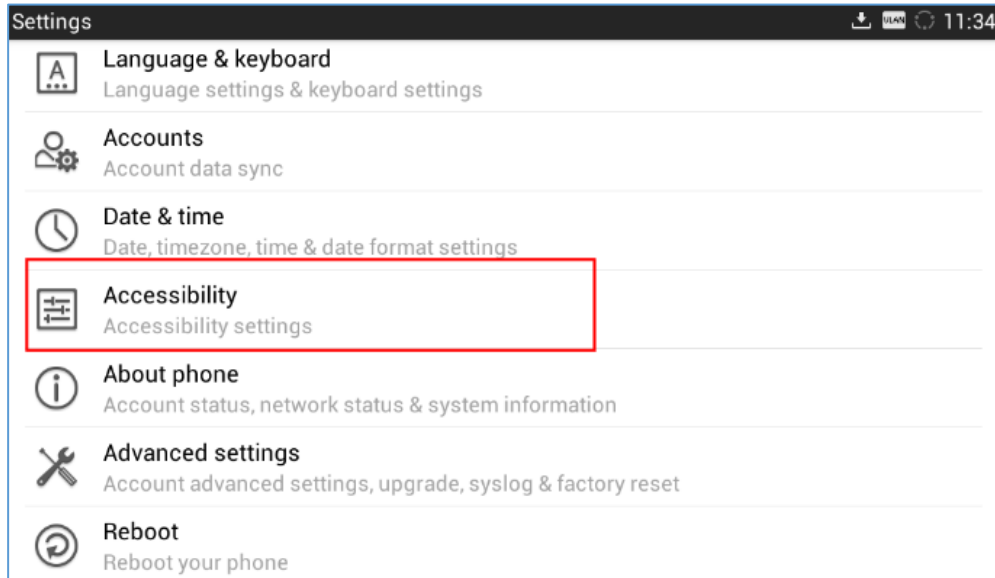 Settings VLAN 11:34
A
Language & keyboard
Language settings & keyboard settings
Accounts
Account data sync
Date & time
Date, timezone, time & date format settings
Accessibility
Accessibility settings
About phone
Account status, network status & system information
Advanced settings
Account advanced settings, upgrade, syslog & factory reset
Reboot
Reboot your phone